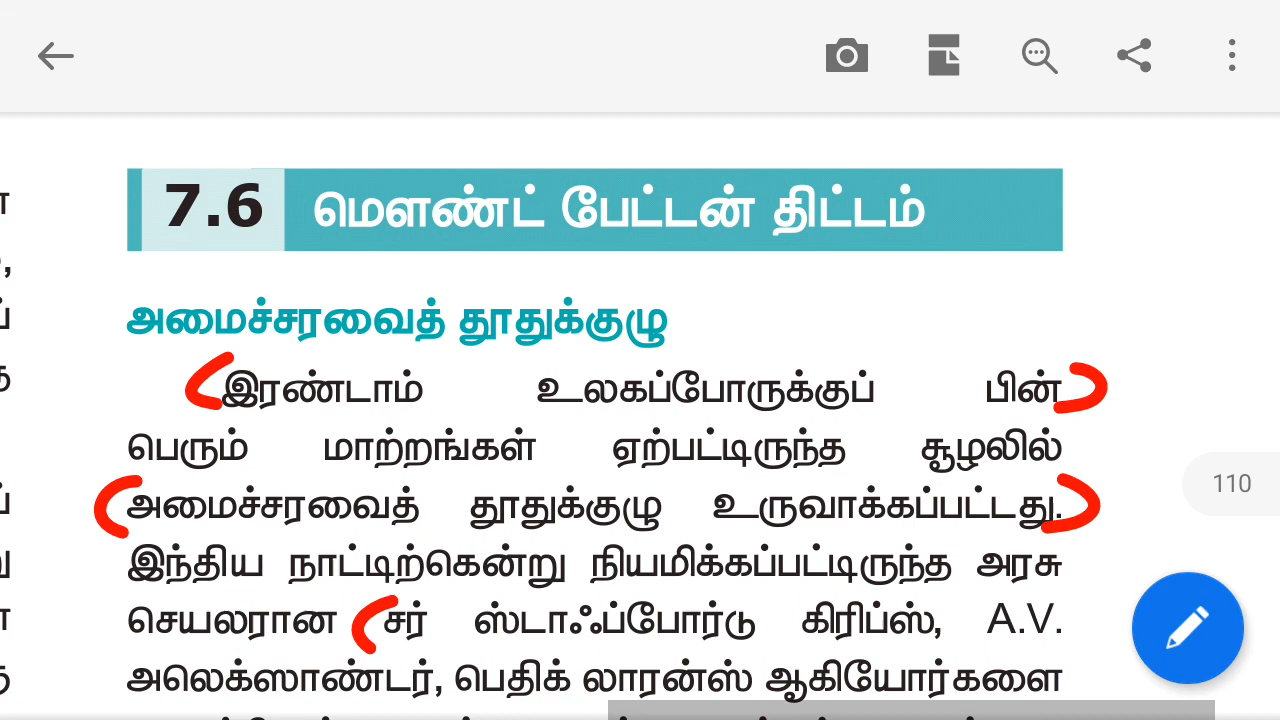 7.6 மௌண்ட் பேட்டன் திட்டம்
அமைச்சரவைத் தூதுக்குழு
இரண்டாம் உலகப்போருக்குப் பின்
பெரும் மாற்றங்கள் ஏற்பட்டிருந்த சூழலில்
அமைச்சரவைத் தூதுக்குழு உருவாக்கப்பட்டது.
இந்திய நாட்டிற்கென்று நியமிக்கப்பட்டிருந்த அரசு
செயலரான சர் ஸ்டாஃப்போர்டு கிரிப்ஸ், A.V.
அலெக்ஸாண்டர், பெதிக் லாரன்ஸ் ஆகியோர்களை
110